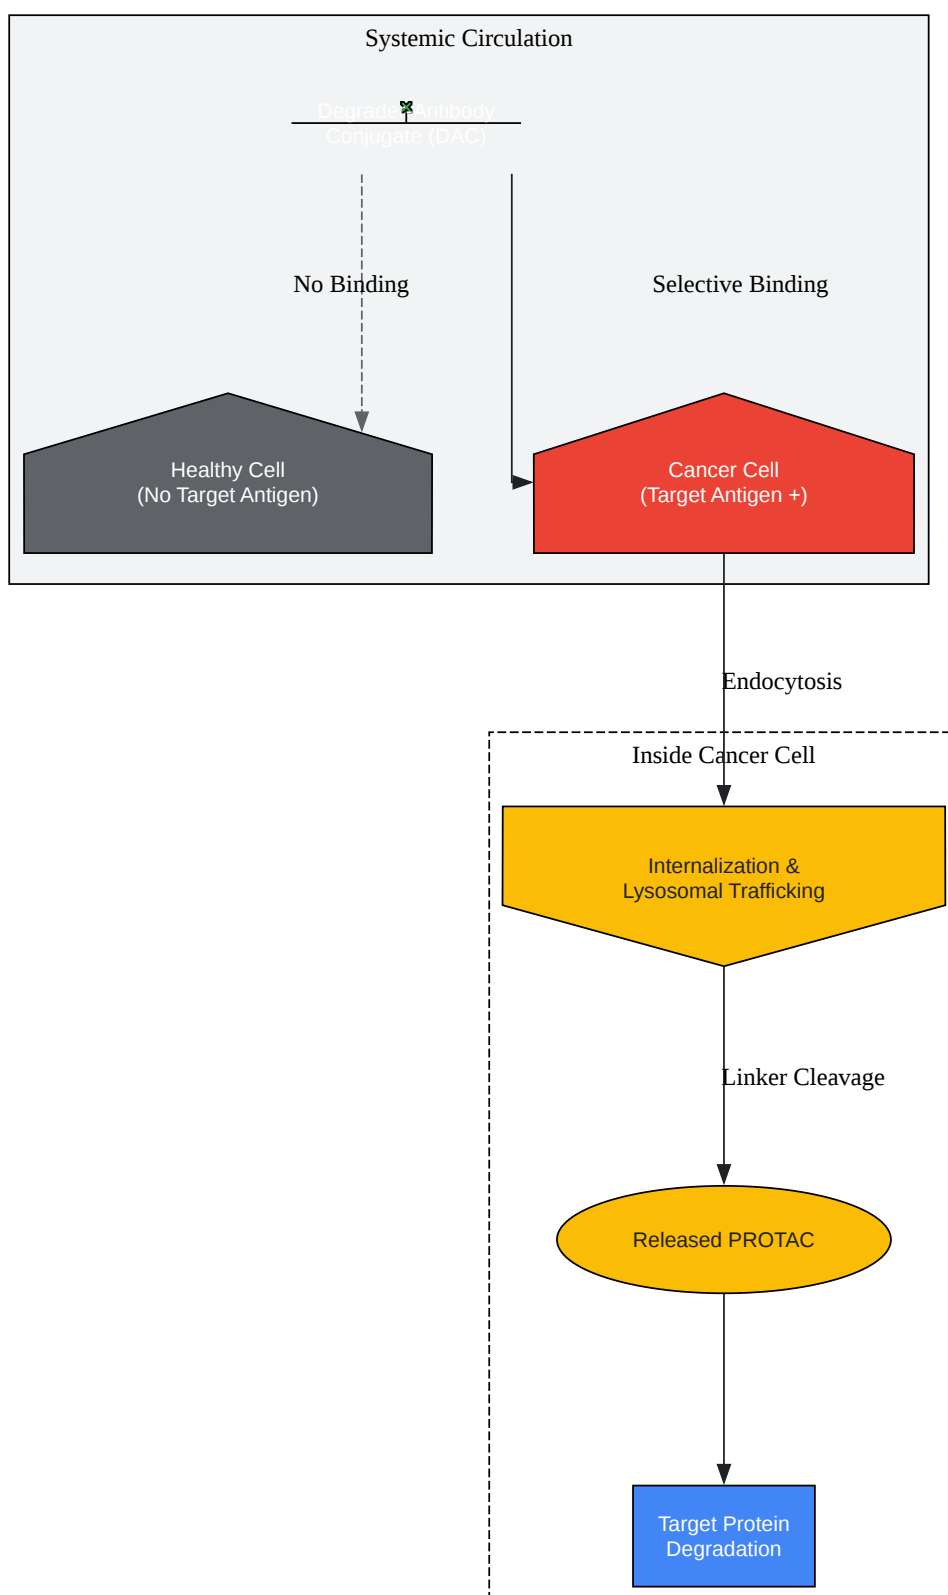 Systemic Circulation
Degrader-Antibody
Conjugate (DAC)
No Binding
Selective Binding
Healthy Cell
(No Target Antigen)
Cancer Cell
(Target Antigen +)
Endocytosis
Inside Cancer Cell
Internalization &
Lysosomal Trafficking
Linker Cleavage
Released PROTAC
Target Protein
Degradation